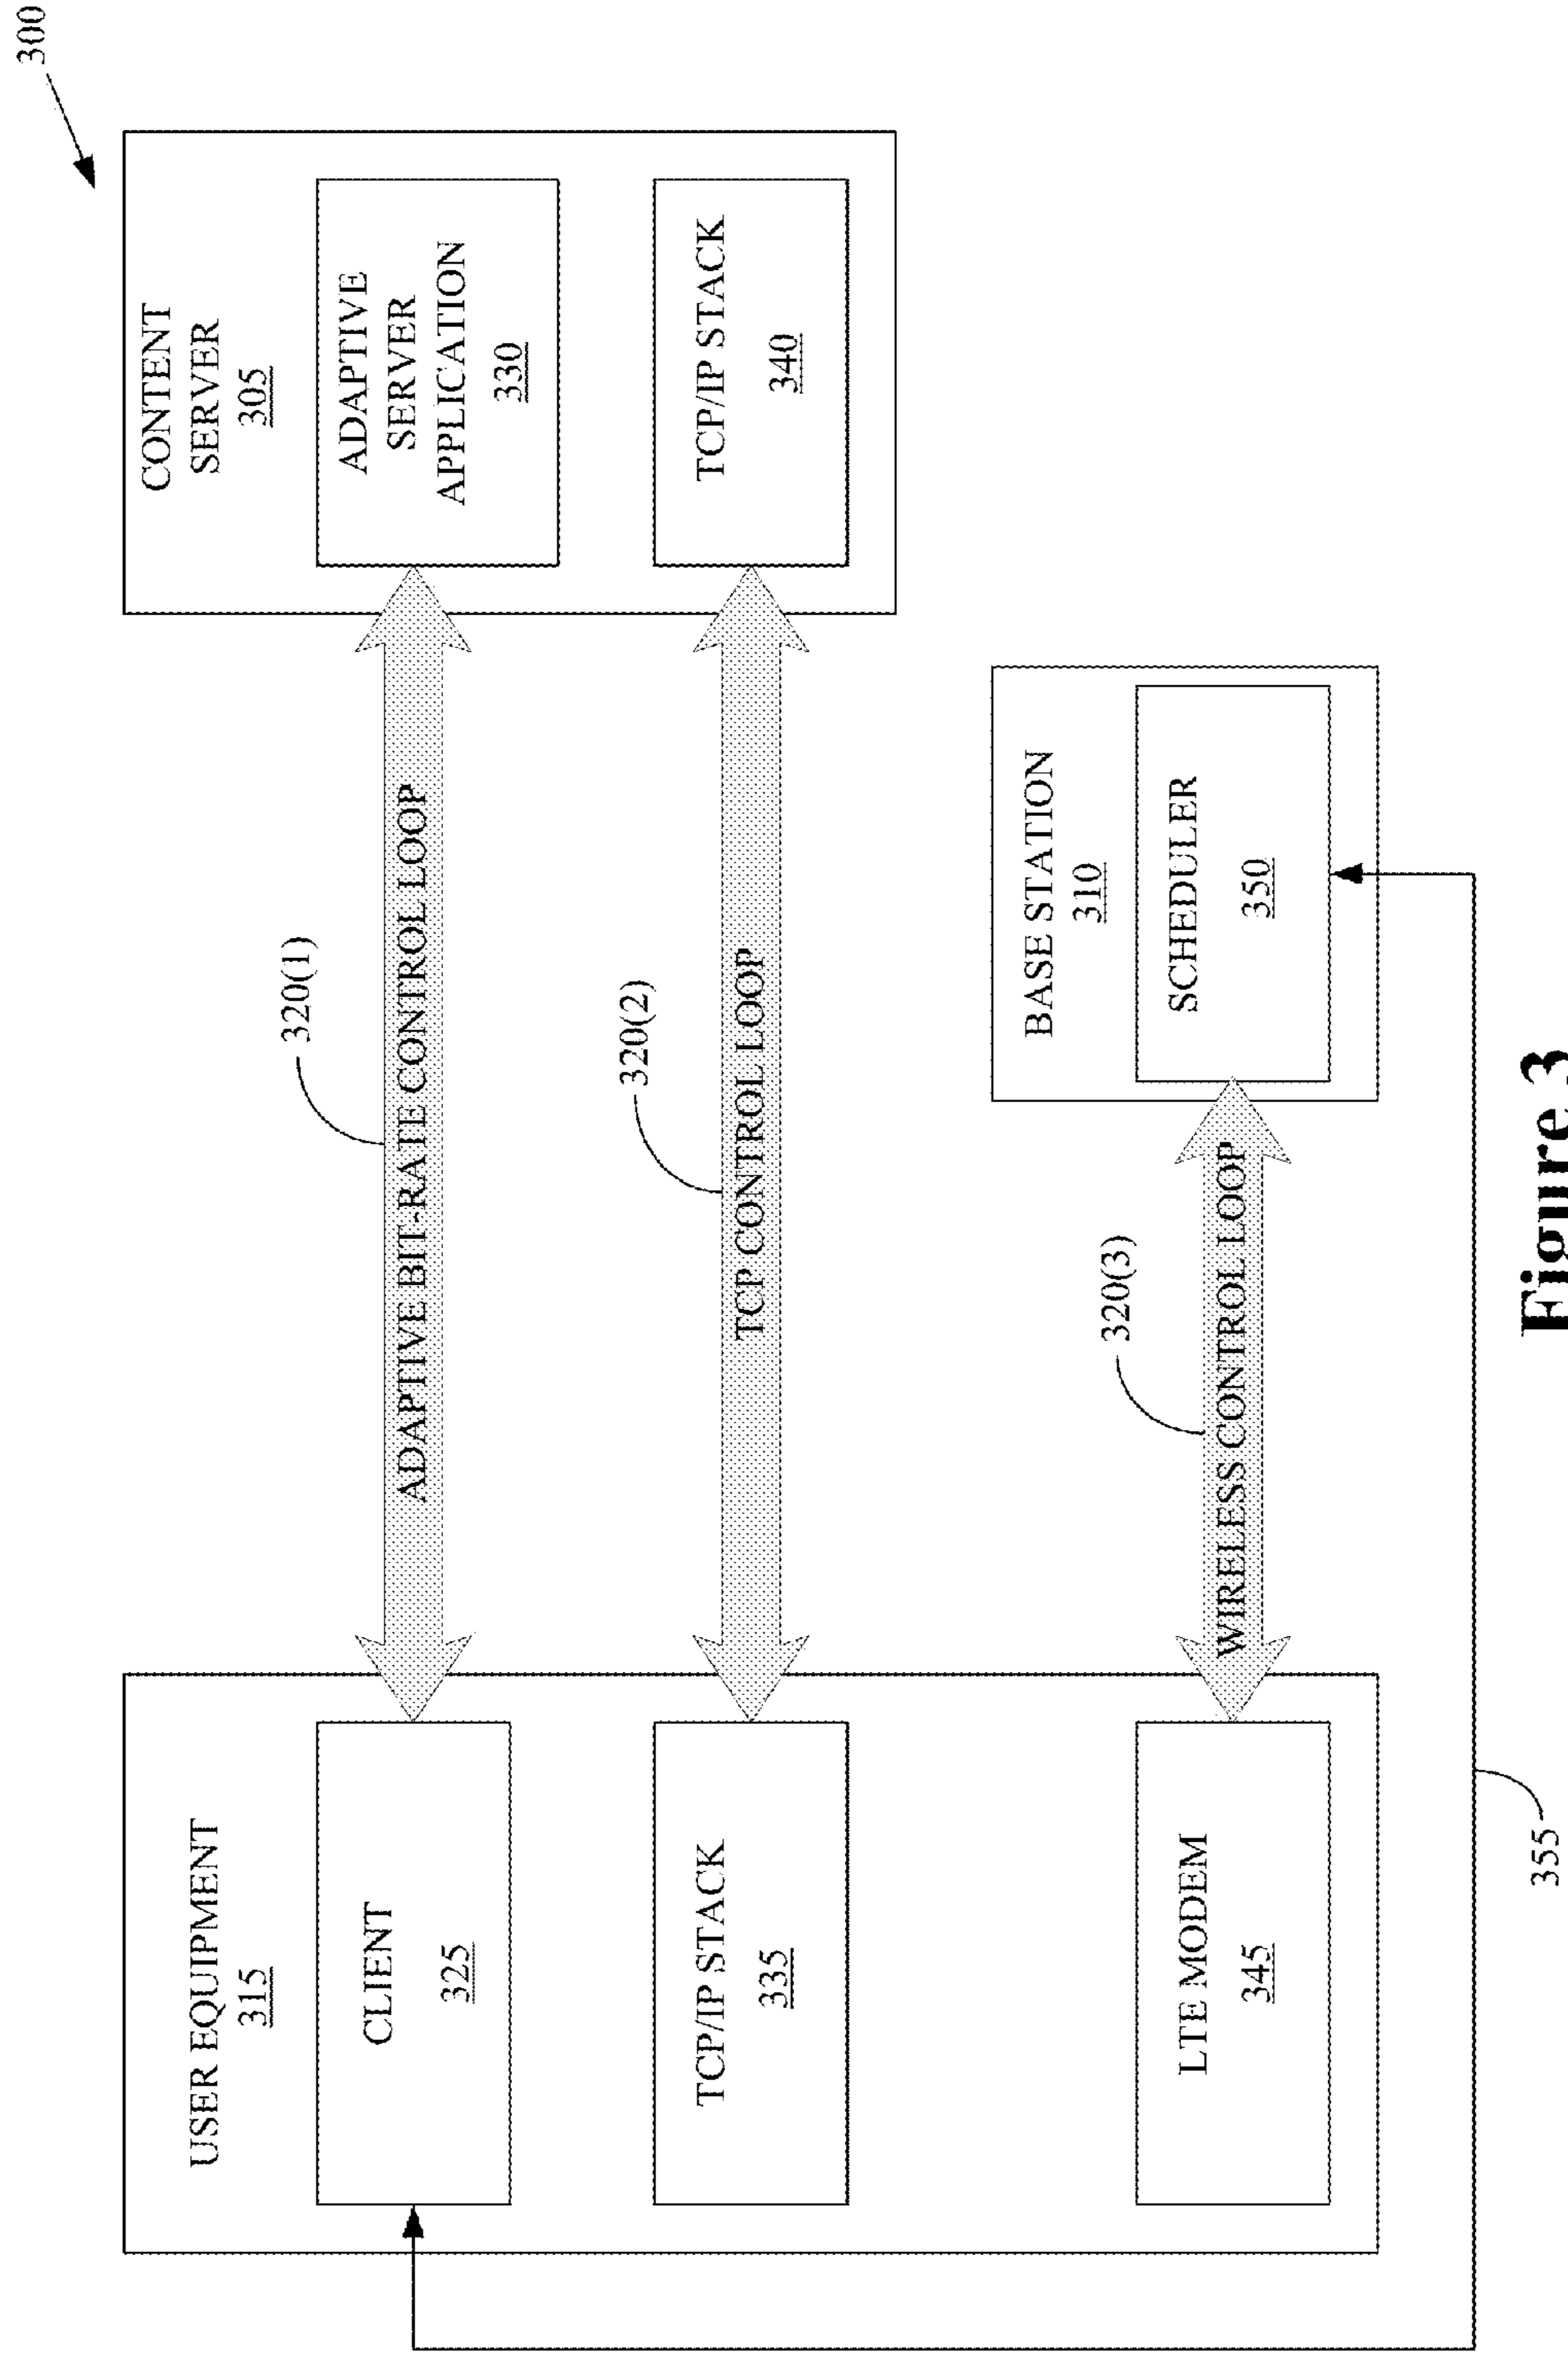 300
CONTENT
SERVER
305
ADAPTIVE
SERVER
APPLICATION
330
TCP/IP STACK
340
320(1)
ADAPTIVE BIT-RATE CONTROL LOOP
320(2)
TCP CONTROL LOOP
BASE STATION
310
SCHEDULER
350
320(3)
WIRELESS CONTROL LOOP
USER EQUIPMENT
315
CLIENT
325
TCP/IP STACK
335
LTE MODEM
345
355
Figure 3